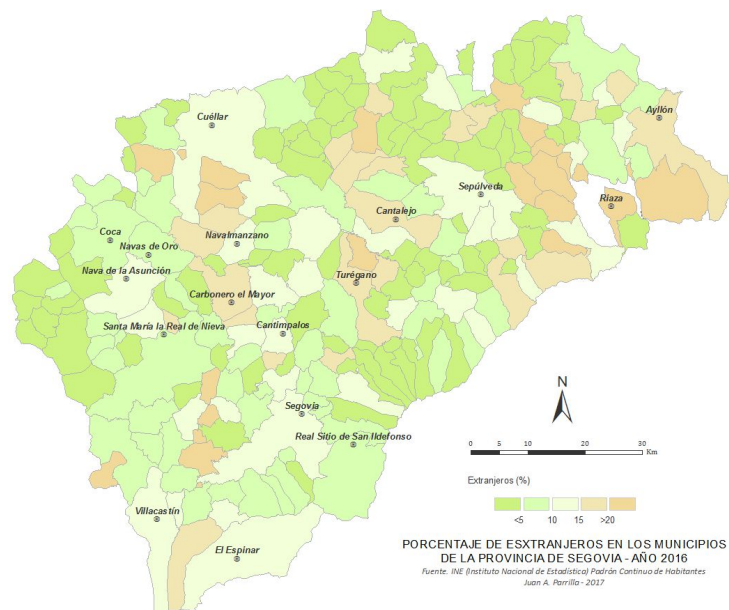 Cuéllar
Ayllón
Sepúlveda
Riaza
Cantalejo
Coca
Navas de Oro
Navalmanzano
Nava de la Asunción
Turégano
Carbonero el Mayor
Santa María la Real de Nieva
Cantimpalos
Segovia
Real Sitio de San Ildefonso
Villacastín
El Espinar
N
0 5 10 20 30
Km
Extranjeros (%)
<5 10 15 >20
PORCENTAJE DE ESXTRANJEROS EN LOS MUNICIPIOS
DE LA PROVINCIA DE SEGOVIA - AÑO 2016
Fuente. INE (Instituto Nacional de Estadística) Padrón Continuo de Habitantes
Juan A. Parrilla - 2017